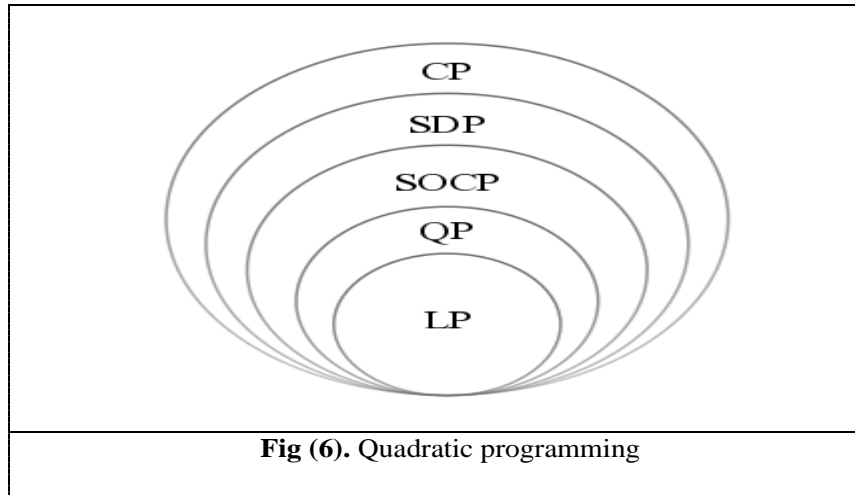 CP
SDP
SOCP
QP
LP
Fig (6). Quadratic programming